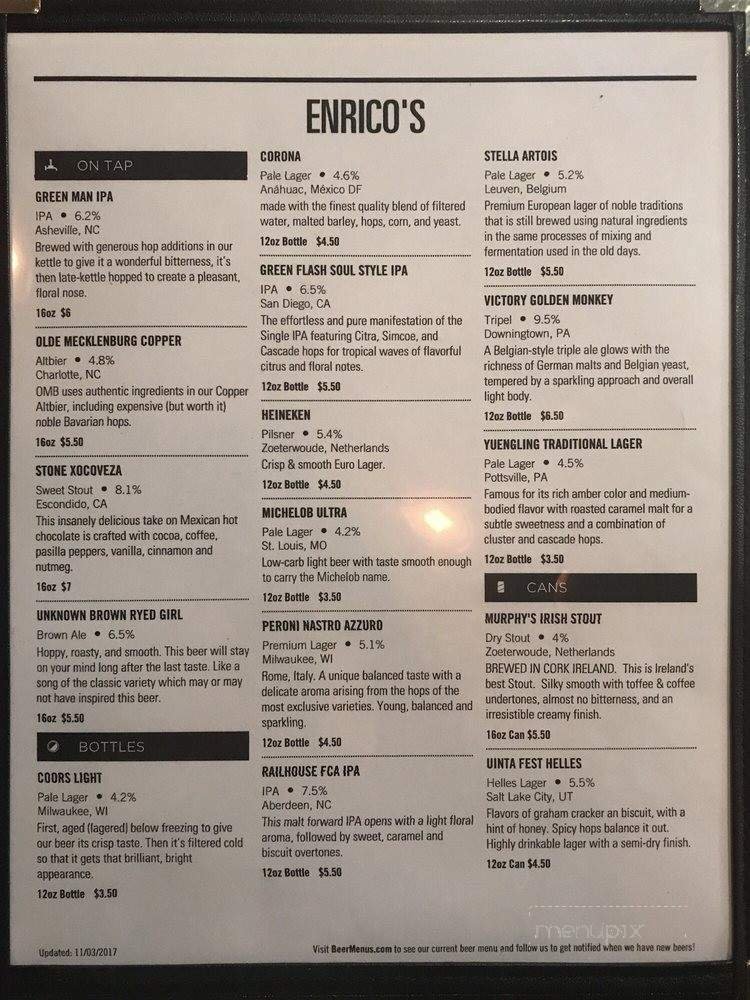 ENRICO'S
ON TAP
GREEN MAN IPA
IPA • 6.2%
Asheville, NC
Brewed with generous hop additions in our
kettle to give it a wonderful bitterness, it's
then late-kettle hopped to create a pleasant,
floral nose.
16oz $6
OLDE MECKLENBURG COPPER
Altbier • 4.8%
Charlotte, NC
OMB uses authentic ingredients in our Copper
Altbier, including expensive (but worth it)
noble Bavarian hops.
16oz $5.50
STONE XOCOVEZA
Sweet Stout • 8.1%
Escondido, CA
This insanely delicious take on Mexican hot
chocolate is crafted with cocoa, coffee,
pasilla peppers, vanilla, cinnamon and
nutmeg.
16oz $7
UNKNOWN BROWN RYED GIRL
Brown Ale • 6.5%
Hoppy, roasty, and smooth. This beer will stay
on your mind long after the last taste. Like a
song of the classic variety which may or may
not have inspired this beer.
16oz $5.50
BOTTLES
COORS LIGHT
Pale Lager • 4.2%
Milwaukee, WI
First, aged (lagered) below freezing to give
our beer its crisp taste. Then it's filtered cold
so that it gets that brilliant, bright
appearance.
12oz Bottle $3.50
CORONA
Pale Lager • 4.6%
Anáhuac, México DF
made with the finest quality blend of filtered
water, malted barley, hops, corn, and yeast.
12oz Bottle $4.50
GREEN FLASH SOUL STYLE IPA
IPA • 6.5%
San Diego, CA
The effortless and pure manifestation of the
Single IPA featuring Citra, Simcoe, and
Cascade hops for tropical waves of flavorful
citrus and floral notes.
12oz Bottle $5.50
HEINEKEN
Pilsner • 5.4%
Zoeterwoude, Netherlands
Crisp & smooth Euro Lager.
12oz Bottle $4.50
MICHELOB ULTRA
Pale Lager • 4.2%
St. Louis, MO
Low-carb light beer with taste smooth enough
to carry the Michelob name.
12oz Bottle $3.50
PERONI NASTRO AZZURO
Premium Lager • 5.1%
Milwaukee, WI
Rome, Italy. A unique balanced taste with a
delicate aroma arising from the hops of the
most exclusive varieties. Young, balanced and
sparkling.
12oz Bottle $4.50
RAILHOUSE FCA IPA
IPA • 7.5%
Aberdeen, NC
This malt forward IPA opens with a light floral
aroma, followed by sweet, caramel and
biscuit overtones.
12oz Bottle $5.50
STELLA ARTOIS
Pale Lager • 5.2%
Leuven, Belgium
Premium European lager of noble traditions
that is still brewed using natural ingredients
in the same processes of mixing and
fermentation used in the old days.
12oz Bottle $5.50
VICTORY GOLDEN MONKEY
Tripel • 9.5%
Downingtown, PA
A Belgian-style triple ale glows with the
richness of German malts and Belgian yeast,
tempered by a sparkling approach and overall
light body.
12oz Bottle $6.50
YUENGLING TRADITIONAL LAGER
Pale Lager • 4.5%
Pottsville, PA
Famous for its rich amber color and medium-
bodied flavor with roasted caramel malt for a
subtle sweetness and a combination of
cluster and cascade hops.
12oz Bottle $3.50
CANS
MURPHY'S IRISH STOUT
Dry Stout • 4%
Zoeterwoude, Netherlands
BREWED IN CORK IRELAND. This is Ireland's
best Stout. Silky smooth with toffee & coffee
undertones, almost no bitterness, and an
irresistible creamy finish.
16oz Can $5.50
UINTA FEST HELLES
Helles Lager • 5.5%
Salt Lake City, UT
Flavors of graham cracker an biscuit, with a
hint of honey. Spicy hops balance it out.
Highly drinkable lager with a semi-dry finish.
12oz Can $4.50
menupix
Updated: 11/03/2017
Visit BeerMenus.com to see our current beer menu and follow us to get notified when we have new beers!